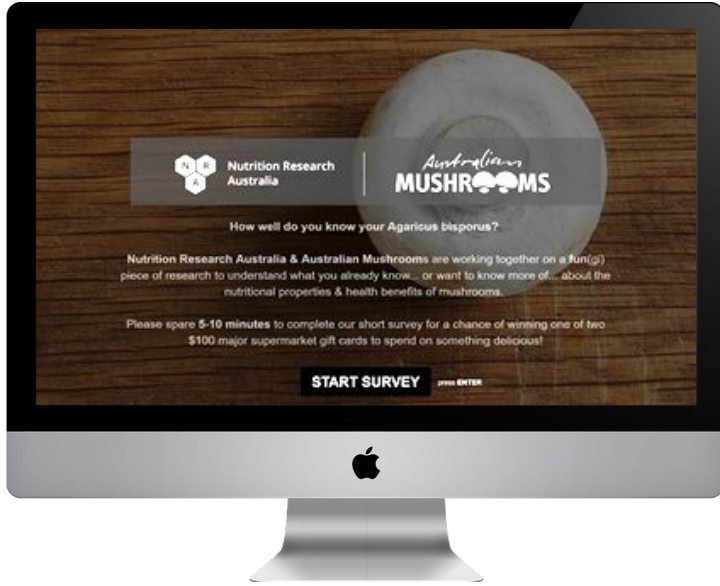 N R
A
Nutrition Research
Australia
Australian
MUSHROOMS
How well do you know your Agaricus bisporus?
Nutrition Research Australia & Australian Mushrooms are working together on a fun(gi)
piece of research to understand what you already know... or want to know more of... about the
nutritional properties & health benefits of mushrooms.
Please spare 5-10 minutes to complete our short survey for a chance of winning one of two
$100 major supermarket gift cards to spend on something delicious!
START SURVEY press ENTER